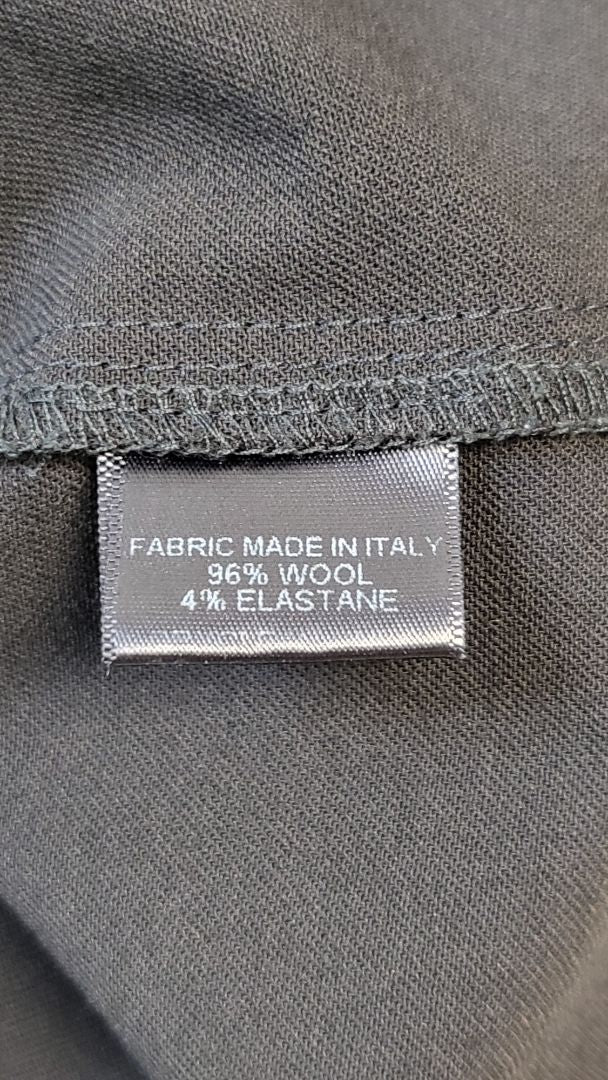 FABRIC MADE IN ITALY
96% WOOL
4% ELASTANE